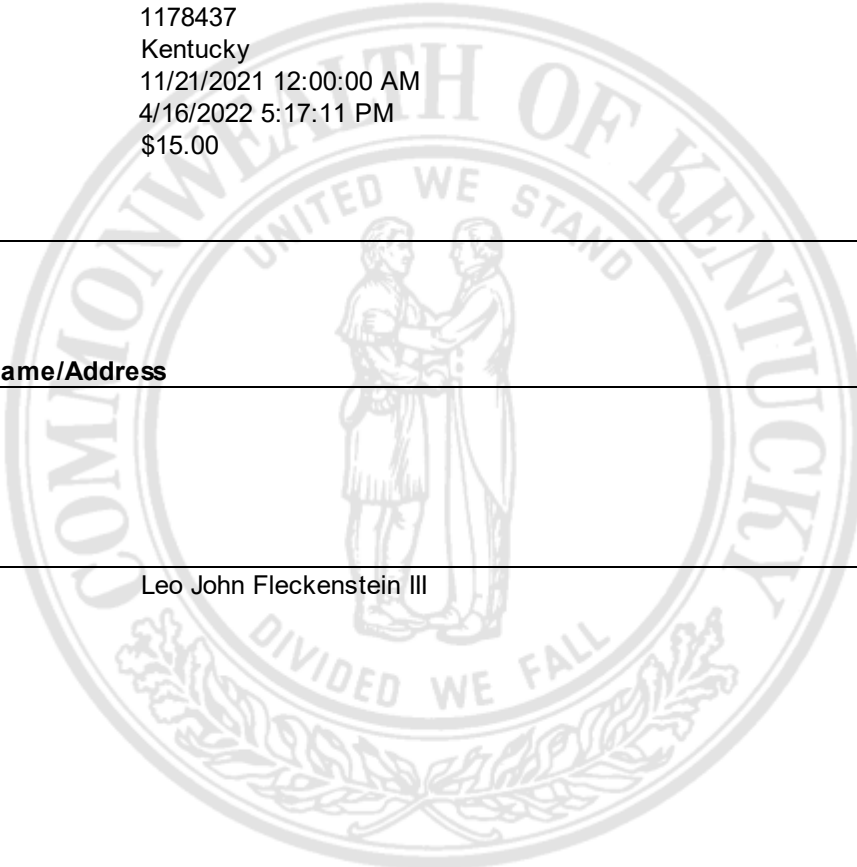 1178437
Kentucky
11/21/2021 12:00:00 AM
4/16/2022 5:17:11 PM
$15.00
COMMONWEALTH OF KENTUCKY
UNITED WE STAND
ame/Address
Leo John Fleckenstein III
DIVIDED WE FALL